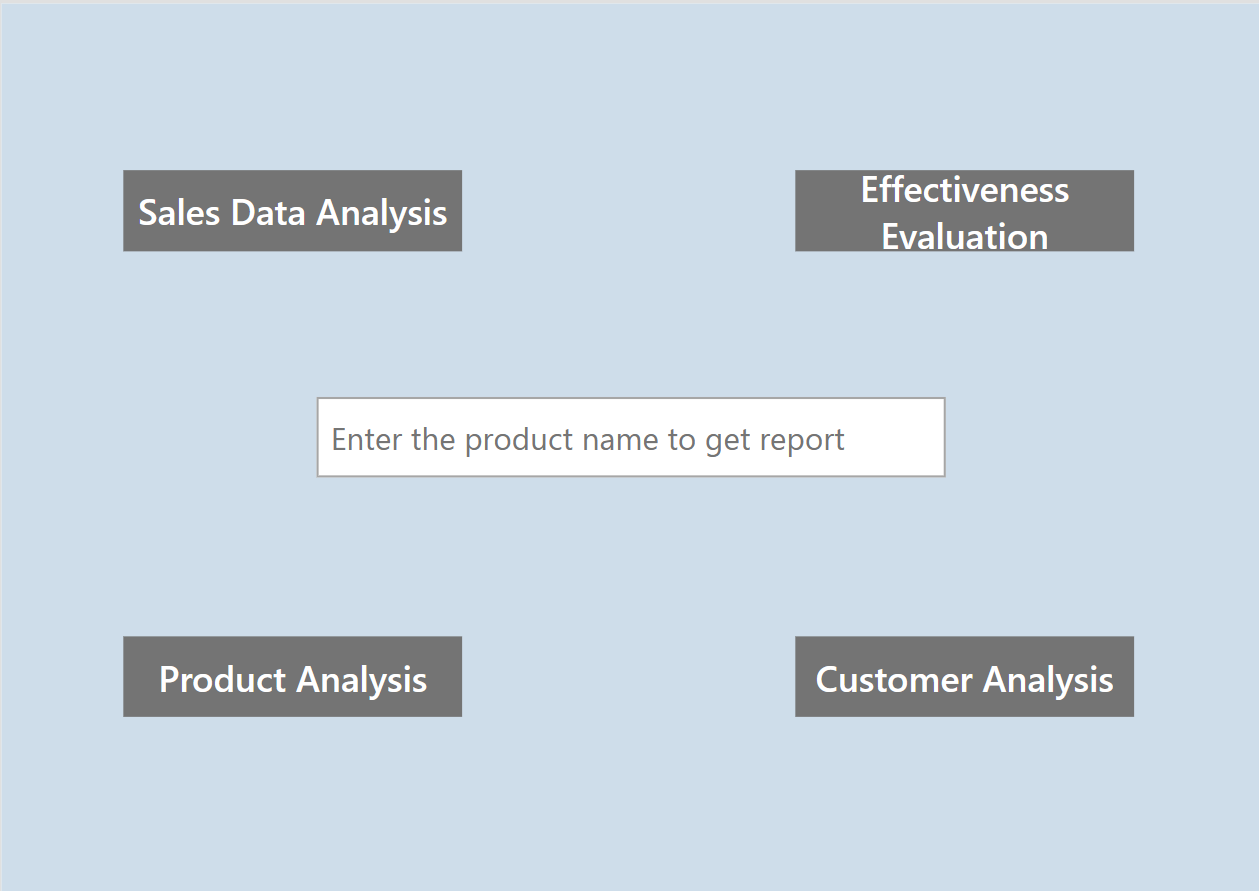 Sales Data Analysis
Effectiveness
Evaluation
Enter the product name to get report
Product Analysis
Customer Analysis